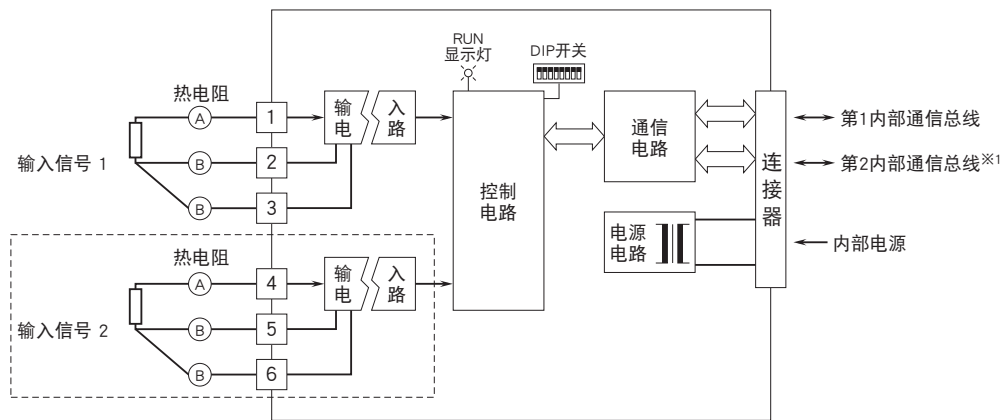 RUN
显示灯
DIP开关
热电阻
A
1
输 入
电 路
输入信号 1
B
2
B
3
控制
电路
通信
电路
连接器
第1内部通信总线
第2内部通信总线※1
电源
电路
内部电源
热电阻
A
4
输 入
电 路
输入信号 2
B
5
B
6